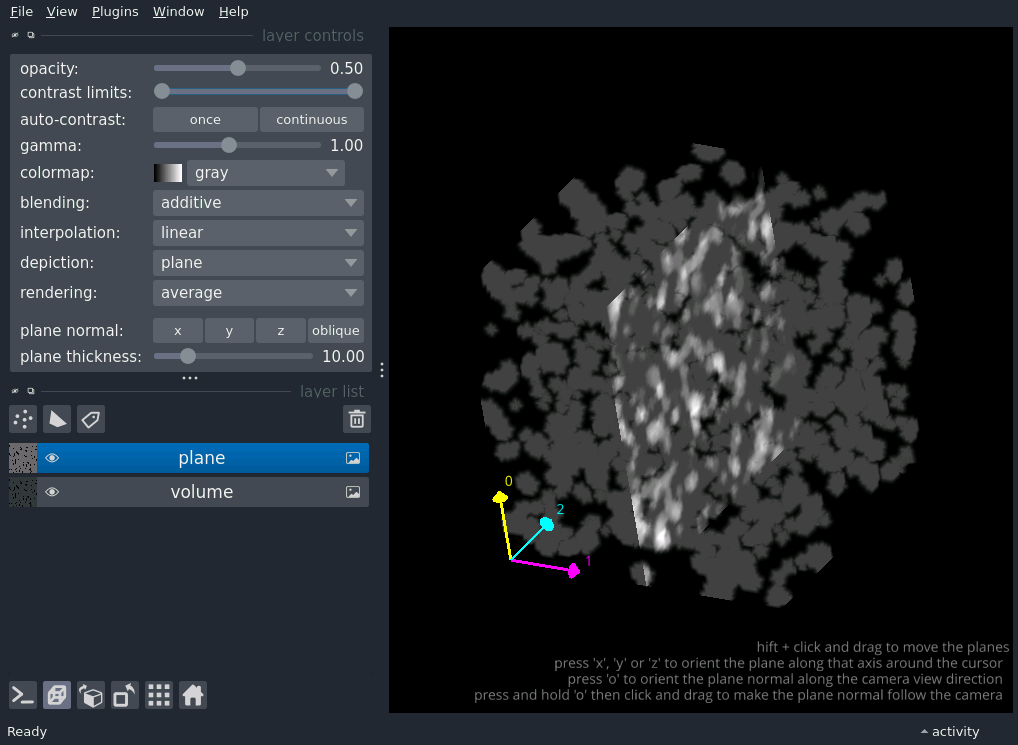 File View Plugins Window Help
layer controls
opacity: 0.50
contrast limits:
auto-contrast: once continuous
gamma: 1.00
colormap: gray
blending: additive
interpolation: linear
depiction: plane
rendering: average
plane normal: x y z oblique
plane thickness: 10.00
layer list
plane
volume
0
2
1
hift + click and drag to move the planes
press 'x', 'y' or 'z' to orient the plane along that axis around the cursor
press 'o' to orient the plane normal along the camera view direction
press and hold 'o' then click and drag to make the plane normal follow the camera
Ready
activity